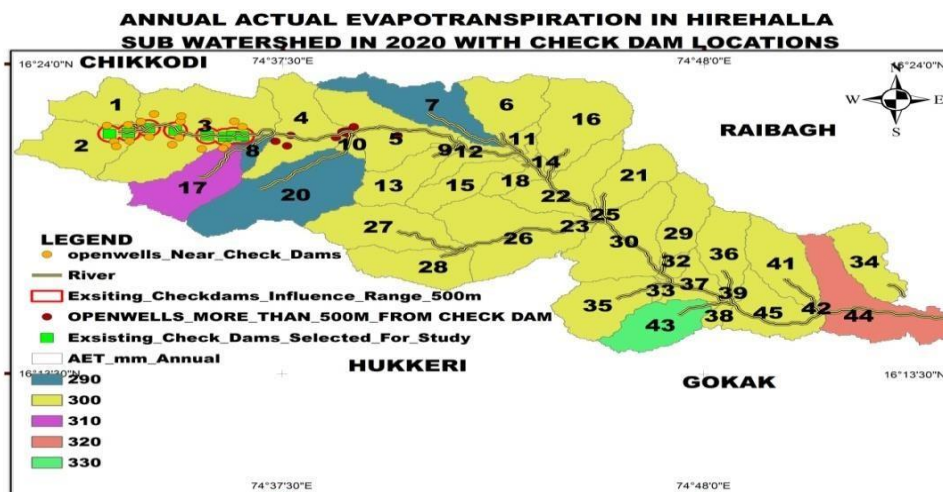 ANNUAL ACTUAL EVAPOTRANSPIRATION IN HIREHALLA
SUB WATERSHED IN 2020 WITH CHECK DAM LOCATIONS
CHIKKODI
16°24'0"N
74°37'30"E
74°48'0"E
16°24'0"N
N
W
E
S
RAIBAGH
1
2
3
4
5
6
7
8
9
10
11
12
13
14
15
16
17
18
20
21
22
23
25
26
27
28
29
30
32
33
34
35
36
37
38
39
41
42
43
44
45
LEGEND
openwells_Near_Check_Dams
River
Exsiting_Checkdams_Influence_Range_500m
OPENWELLS_MORE_THAN_500M_FROM CHECK DAM
Exsisting_Check_Dams_Selected_For_Study
AET_mm_Annual
290
300
310
320
330
HUKKERI
GOKAK
16°13'30"N
16°13'30"N
74°37'30"E
74°48'0"E